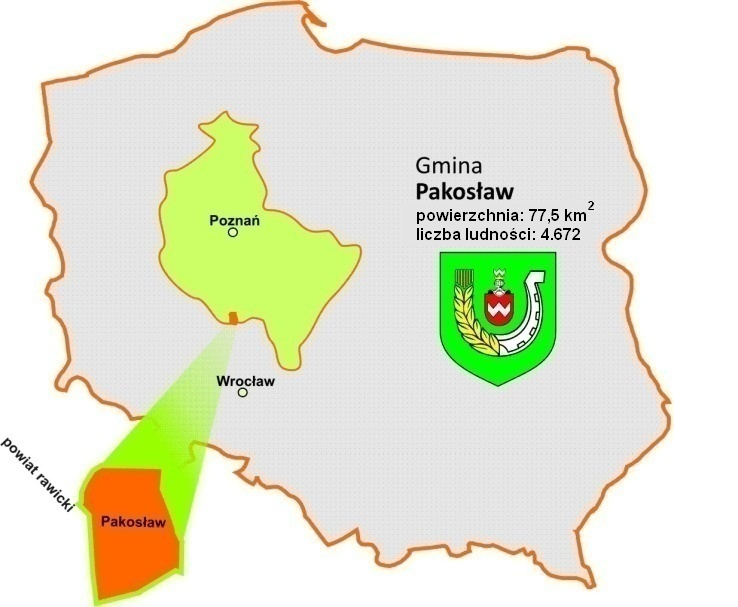 Gmina
Pakosław
powierzchnia: 77,5 km²
liczba ludności: 4.672
Poznań
Wrocław
powiat rawicki
Pakosław